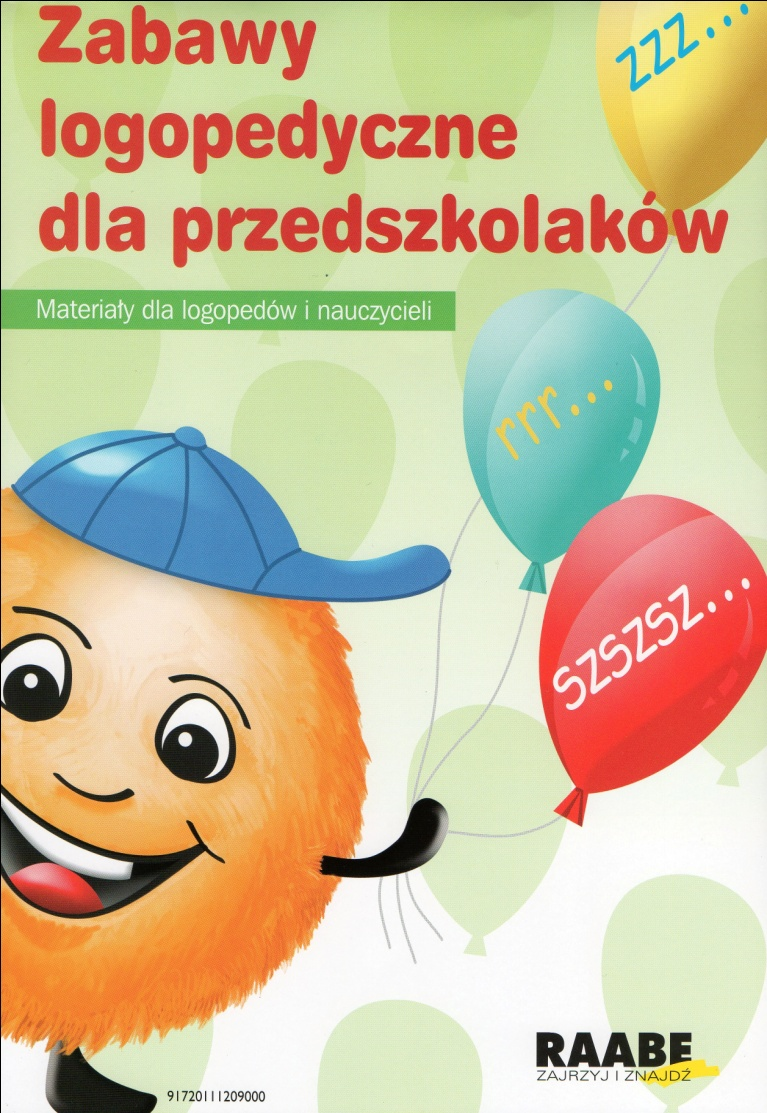 Zabawy
logopedyczne
dla przedszkolaków
zzz...
Materiały dla logopedów i nauczycieli
rrr...
szszsz...
RAABE
ZAJRZYJ I ZNAJDŹ
91720111209000